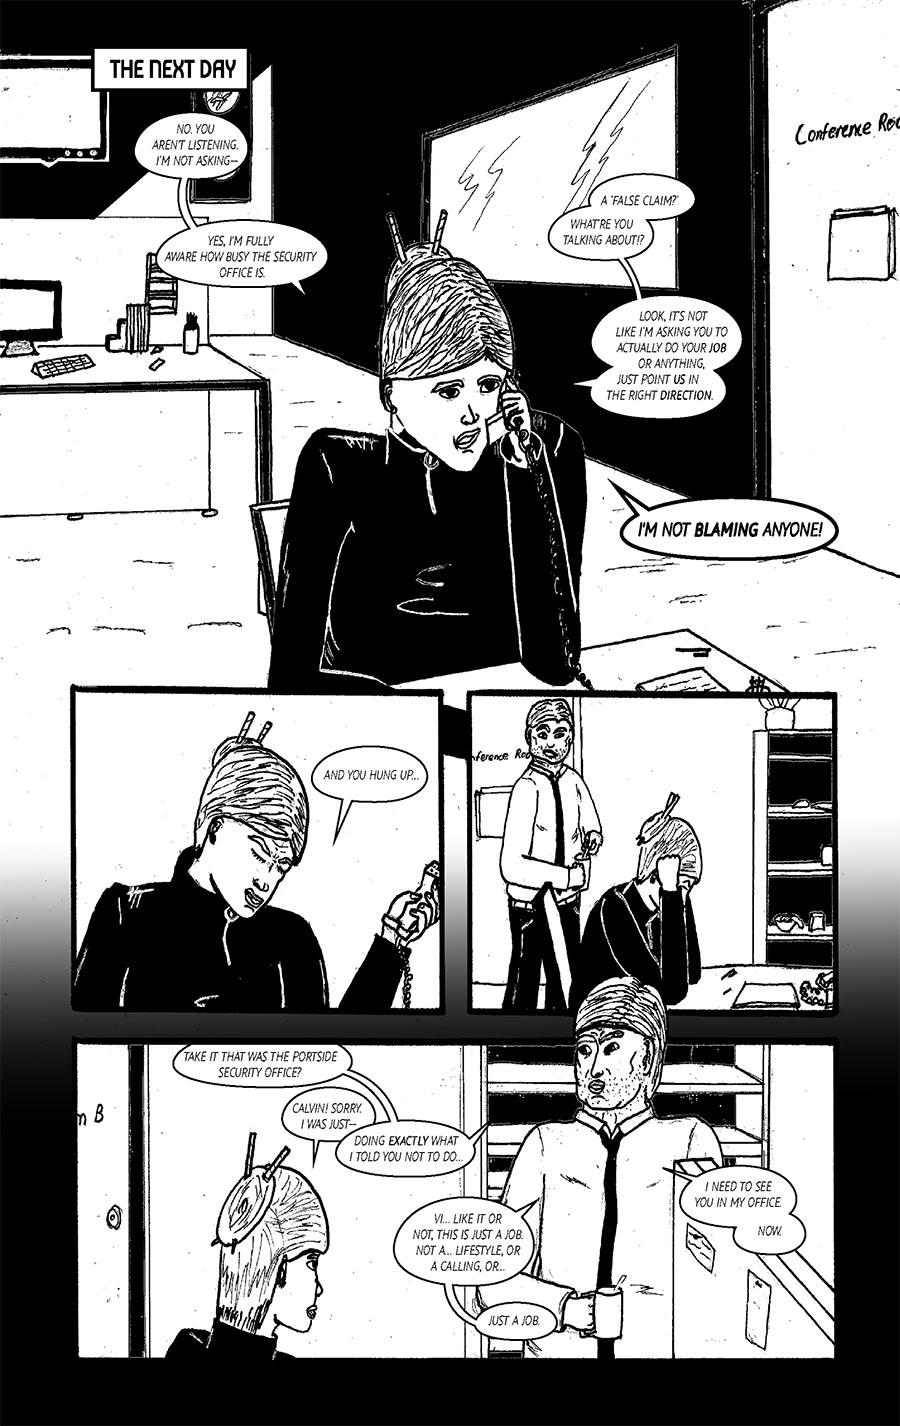 THE NEXT DAY
NO. YOU
AREN'T LISTENING.
I'M NOT ASKING—
YES, I'M FULLY
AWARE HOW BUSY THE SECURITY
OFFICE IS.
A 'FALSE CLAIM?'
WHAT'RE YOU
TALKING ABOUT!?
LOOK, IT'S NOT
LIKE I'M ASKING YOU TO
ACTUALLY DO YOUR JOB
OR ANYTHING,
JUST POINT US IN
THE RIGHT DIRECTION.
I'M NOT BLAMING ANYONE!
Conference Roo
AND YOU HUNG UP...
nference Roo
TAKE IT THAT WAS THE PORTSIDE
SECURITY OFFICE?
CALVIN! SORRY.
I WAS JUST—
DOING EXACTLY WHAT
I TOLD YOU NOT TO DO...
m B
VI... LIKE IT OR
NOT, THIS IS JUST A JOB.
NOT A... LIFESTYLE, OR
A CALLING, OR...
JUST A JOB.
I NEED TO SEE
YOU IN MY OFFICE.
NOW.